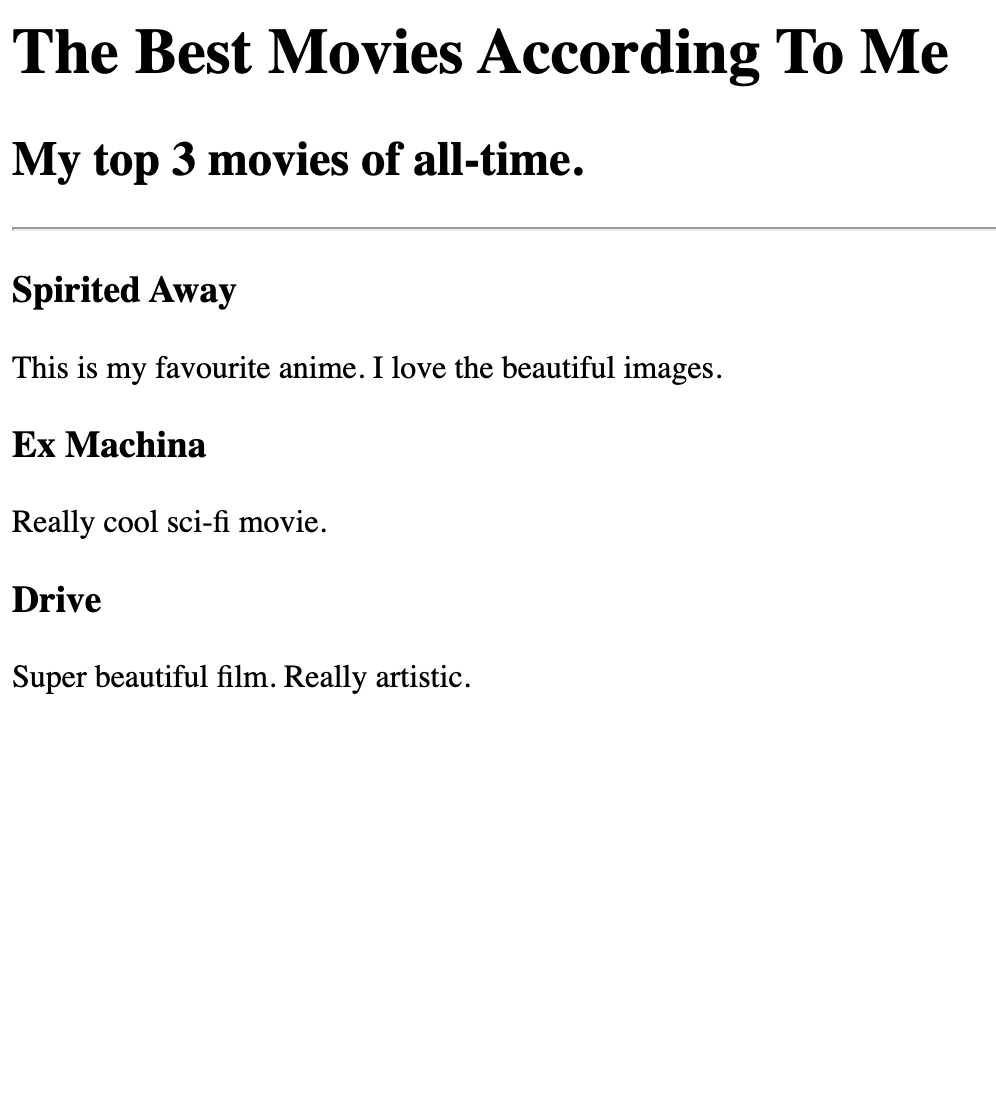 The Best Movies According To Me
My top 3 movies of all-time.
Spirited Away
This is my favourite anime. I love the beautiful images.
Ex Machina
Really cool sci-fi movie.
Drive
Super beautiful film. Really artistic.